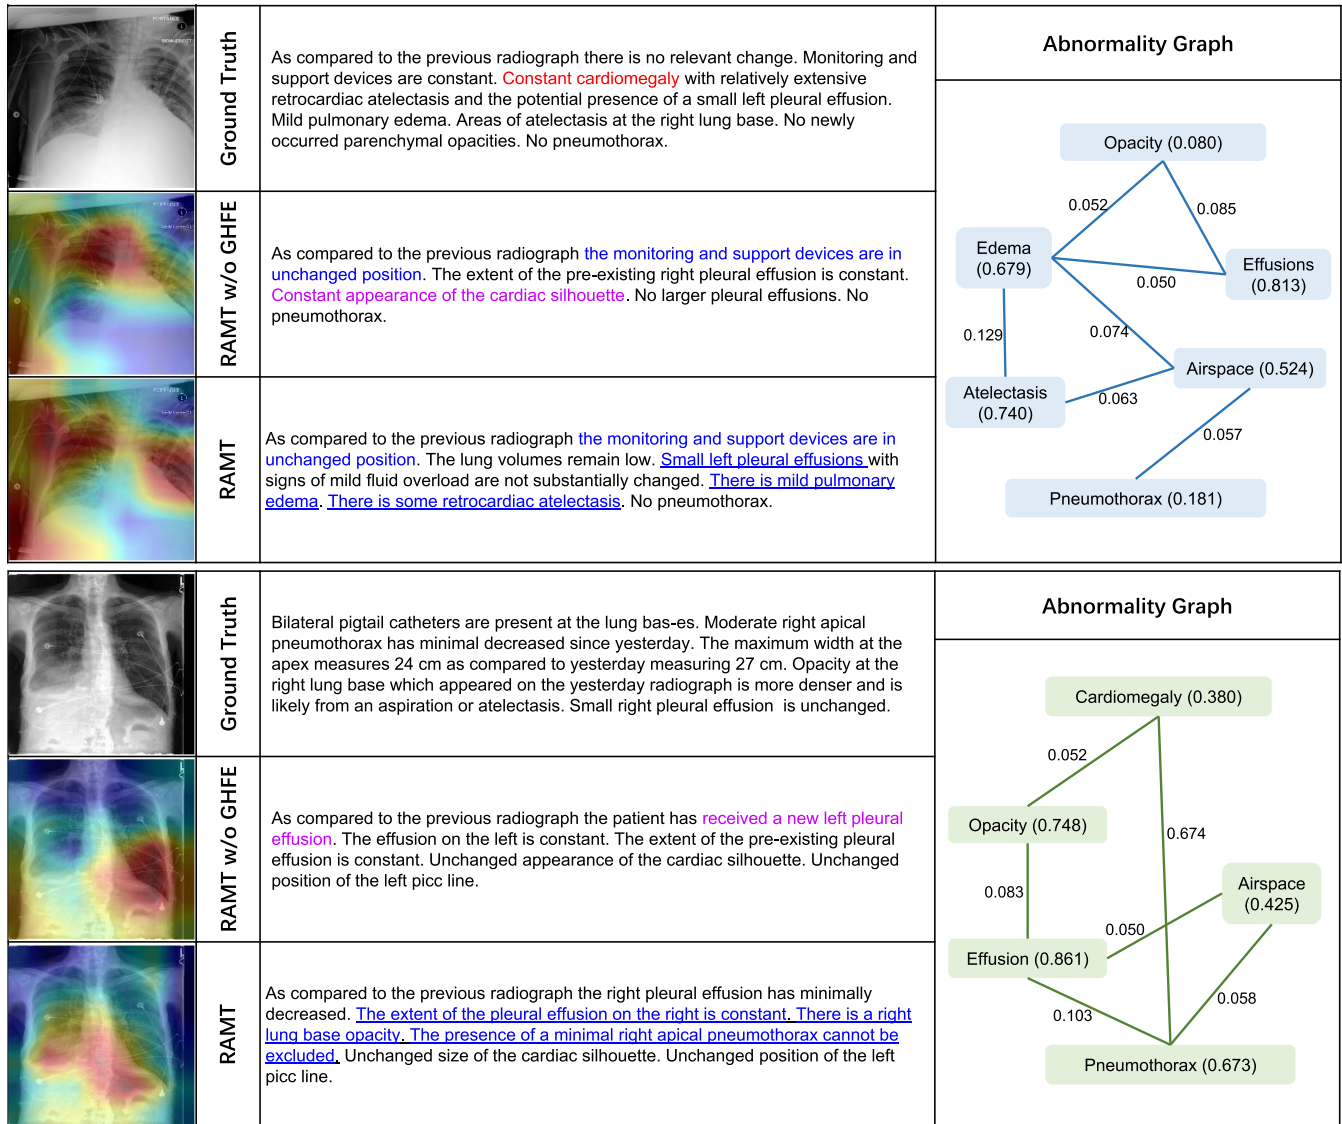 PORTABLE
Ground Truth
As compared to the previous radiograph there is no relevant change. Monitoring and
support devices are constant. Constant cardiomegaly with relatively extensive
retrocardiac atelectasis and the potential presence of a small left pleural effusion.
Mild pulmonary edema. Areas of atelectasis at the right lung base. No newly
occurred parenchymal opacities. No pneumothorax.
RAMT w/o GHFE
As compared to the previous radiograph the monitoring and support devices are in
unchanged position. The extent of the pre-existing right pleural effusion is constant.
Constant appearance of the cardiac silhouette. No larger pleural effusions. No
pneumothorax.
RAMT
As compared to the previous radiograph the monitoring and support devices are in
unchanged position. The lung volumes remain low. Small left pleural effusions with
signs of mild fluid overload are not substantially changed. There is mild pulmonary
edema. There is some retrocardiac atelectasis. No pneumothorax.
Abnormality Graph
Opacity (0.080)
0.052
0.085
Edema
(0.679)
Effusions
(0.813)
0.050
0.129
0.074
Airspace (0.524)
Atelectasis
(0.740)
0.063
0.057
Pneumothorax (0.181)
Ground Truth
Bilateral pigtail catheters are present at the lung bas-es. Moderate right apical
pneumothorax has minimal decreased since yesterday. The maximum width at the
apex measures 24 cm as compared to yesterday measuring 27 cm. Opacity at the
right lung base which appeared on the yesterday radiograph is more denser and is
likely from an aspiration or atelectasis. Small right pleural effusion is unchanged.
RAMT w/o GHFE
As compared to the previous radiograph the patient has received a new left pleural
effusion. The effusion on the left is constant. The extent of the pre-existing pleural
effusion is constant. Unchanged appearance of the cardiac silhouette. Unchanged
position of the left picc line.
RAMT
As compared to the previous radiograph the right pleural effusion has minimally
decreased. The extent of the pleural effusion on the right is constant. There is a right
lung base opacity. The presence of a minimal right apical pneumothorax cannot be
excluded. Unchanged size of the cardiac silhouette. Unchanged position of the left
picc line.
Abnormality Graph
Cardiomegaly (0.380)
0.052
Opacity (0.748)
0.674
Airspace
(0.425)
0.083
0.050
Effusion (0.861)
0.058
0.103
Pneumothorax (0.673)